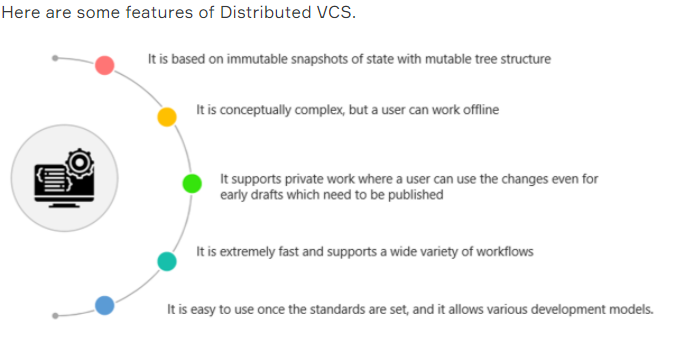 Here are some features of Distributed VCS.
It is based on immutable snapshots of state with mutable tree structure
It is conceptually complex, but a user can work offline
It supports private work where a user can use the changes even for
early drafts which need to be published
It is extremely fast and supports a wide variety of workflows
It is easy to use once the standards are set, and it allows various development models.